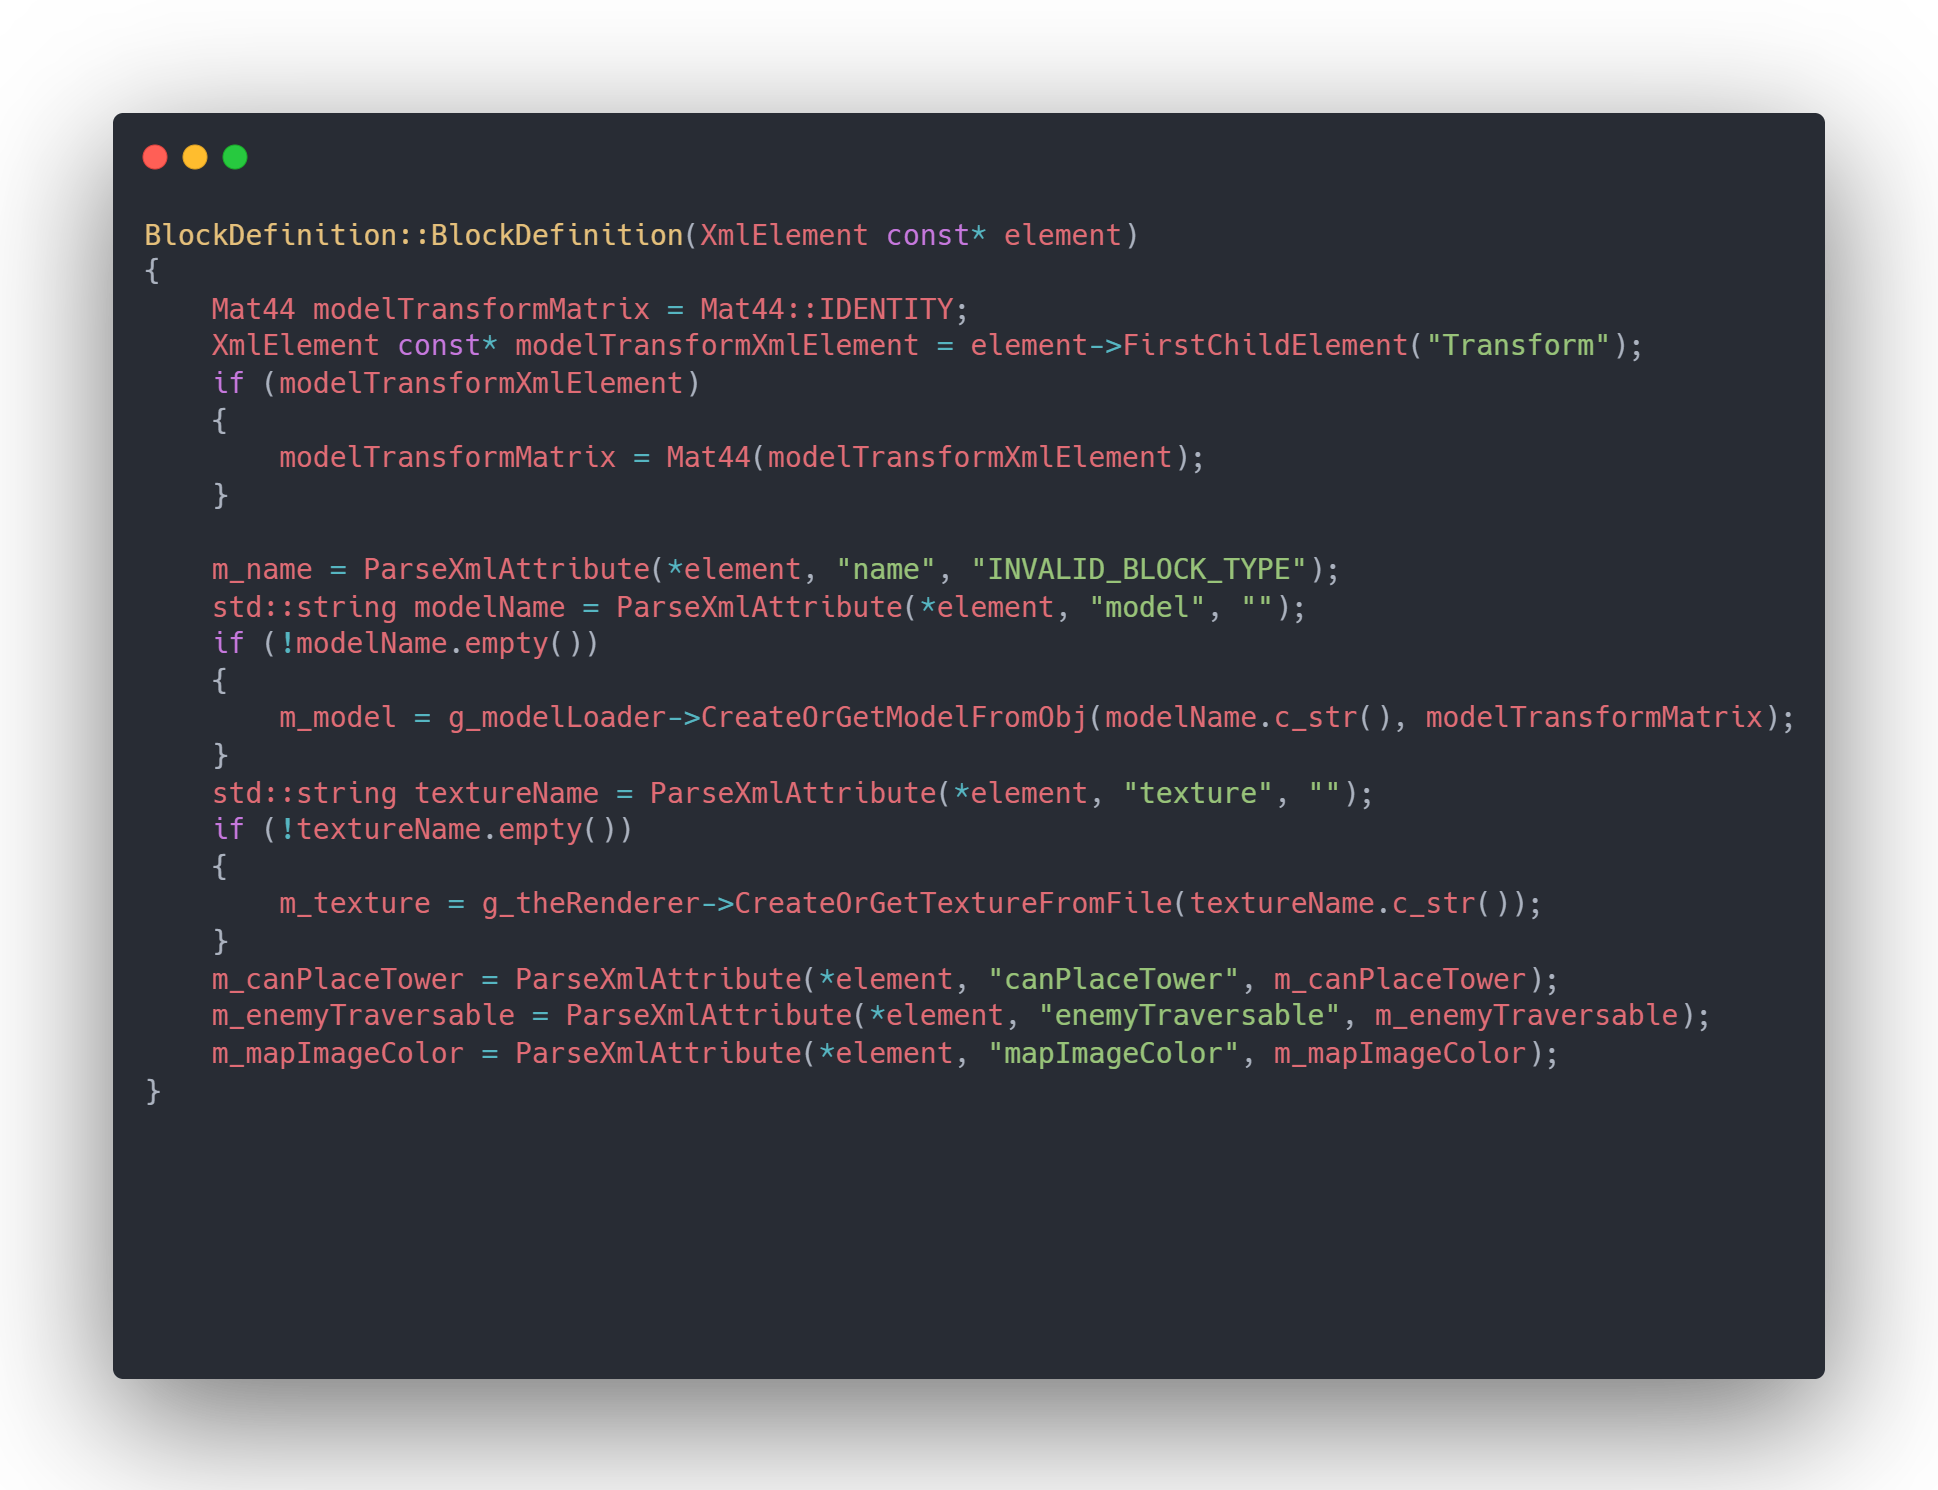 BlockDefinition::BlockDefinition(XmlElement const* element)
{
    Mat44 modelTransformMatrix = Mat44::IDENTITY;
    XmlElement const* modelTransformXmlElement = element->FirstChildElement("Transform");
    if (modelTransformXmlElement)
    {
        modelTransformMatrix = Mat44(modelTransformXmlElement);
    }

    m_name = ParseXmlAttribute(*element, "name", "INVALID_BLOCK_TYPE");
    std::string modelName = ParseXmlAttribute(*element, "model", "");
    if (!modelName.empty())
    {
        m_model = g_modelLoader->CreateOrGetModelFromObj(modelName.c_str(), modelTransformMatrix);
    }
    std::string textureName = ParseXmlAttribute(*element, "texture", "");
    if (!textureName.empty())
    {
        m_texture = g_theRenderer->CreateOrGetTextureFromFile(textureName.c_str());
    }
    m_canPlaceTower = ParseXmlAttribute(*element, "canPlaceTower", m_canPlaceTower);
    m_enemyTraversable = ParseXmlAttribute(*element, "enemyTraversable", m_enemyTraversable);
    m_mapImageColor = ParseXmlAttribute(*element, "mapImageColor", m_mapImageColor);
}